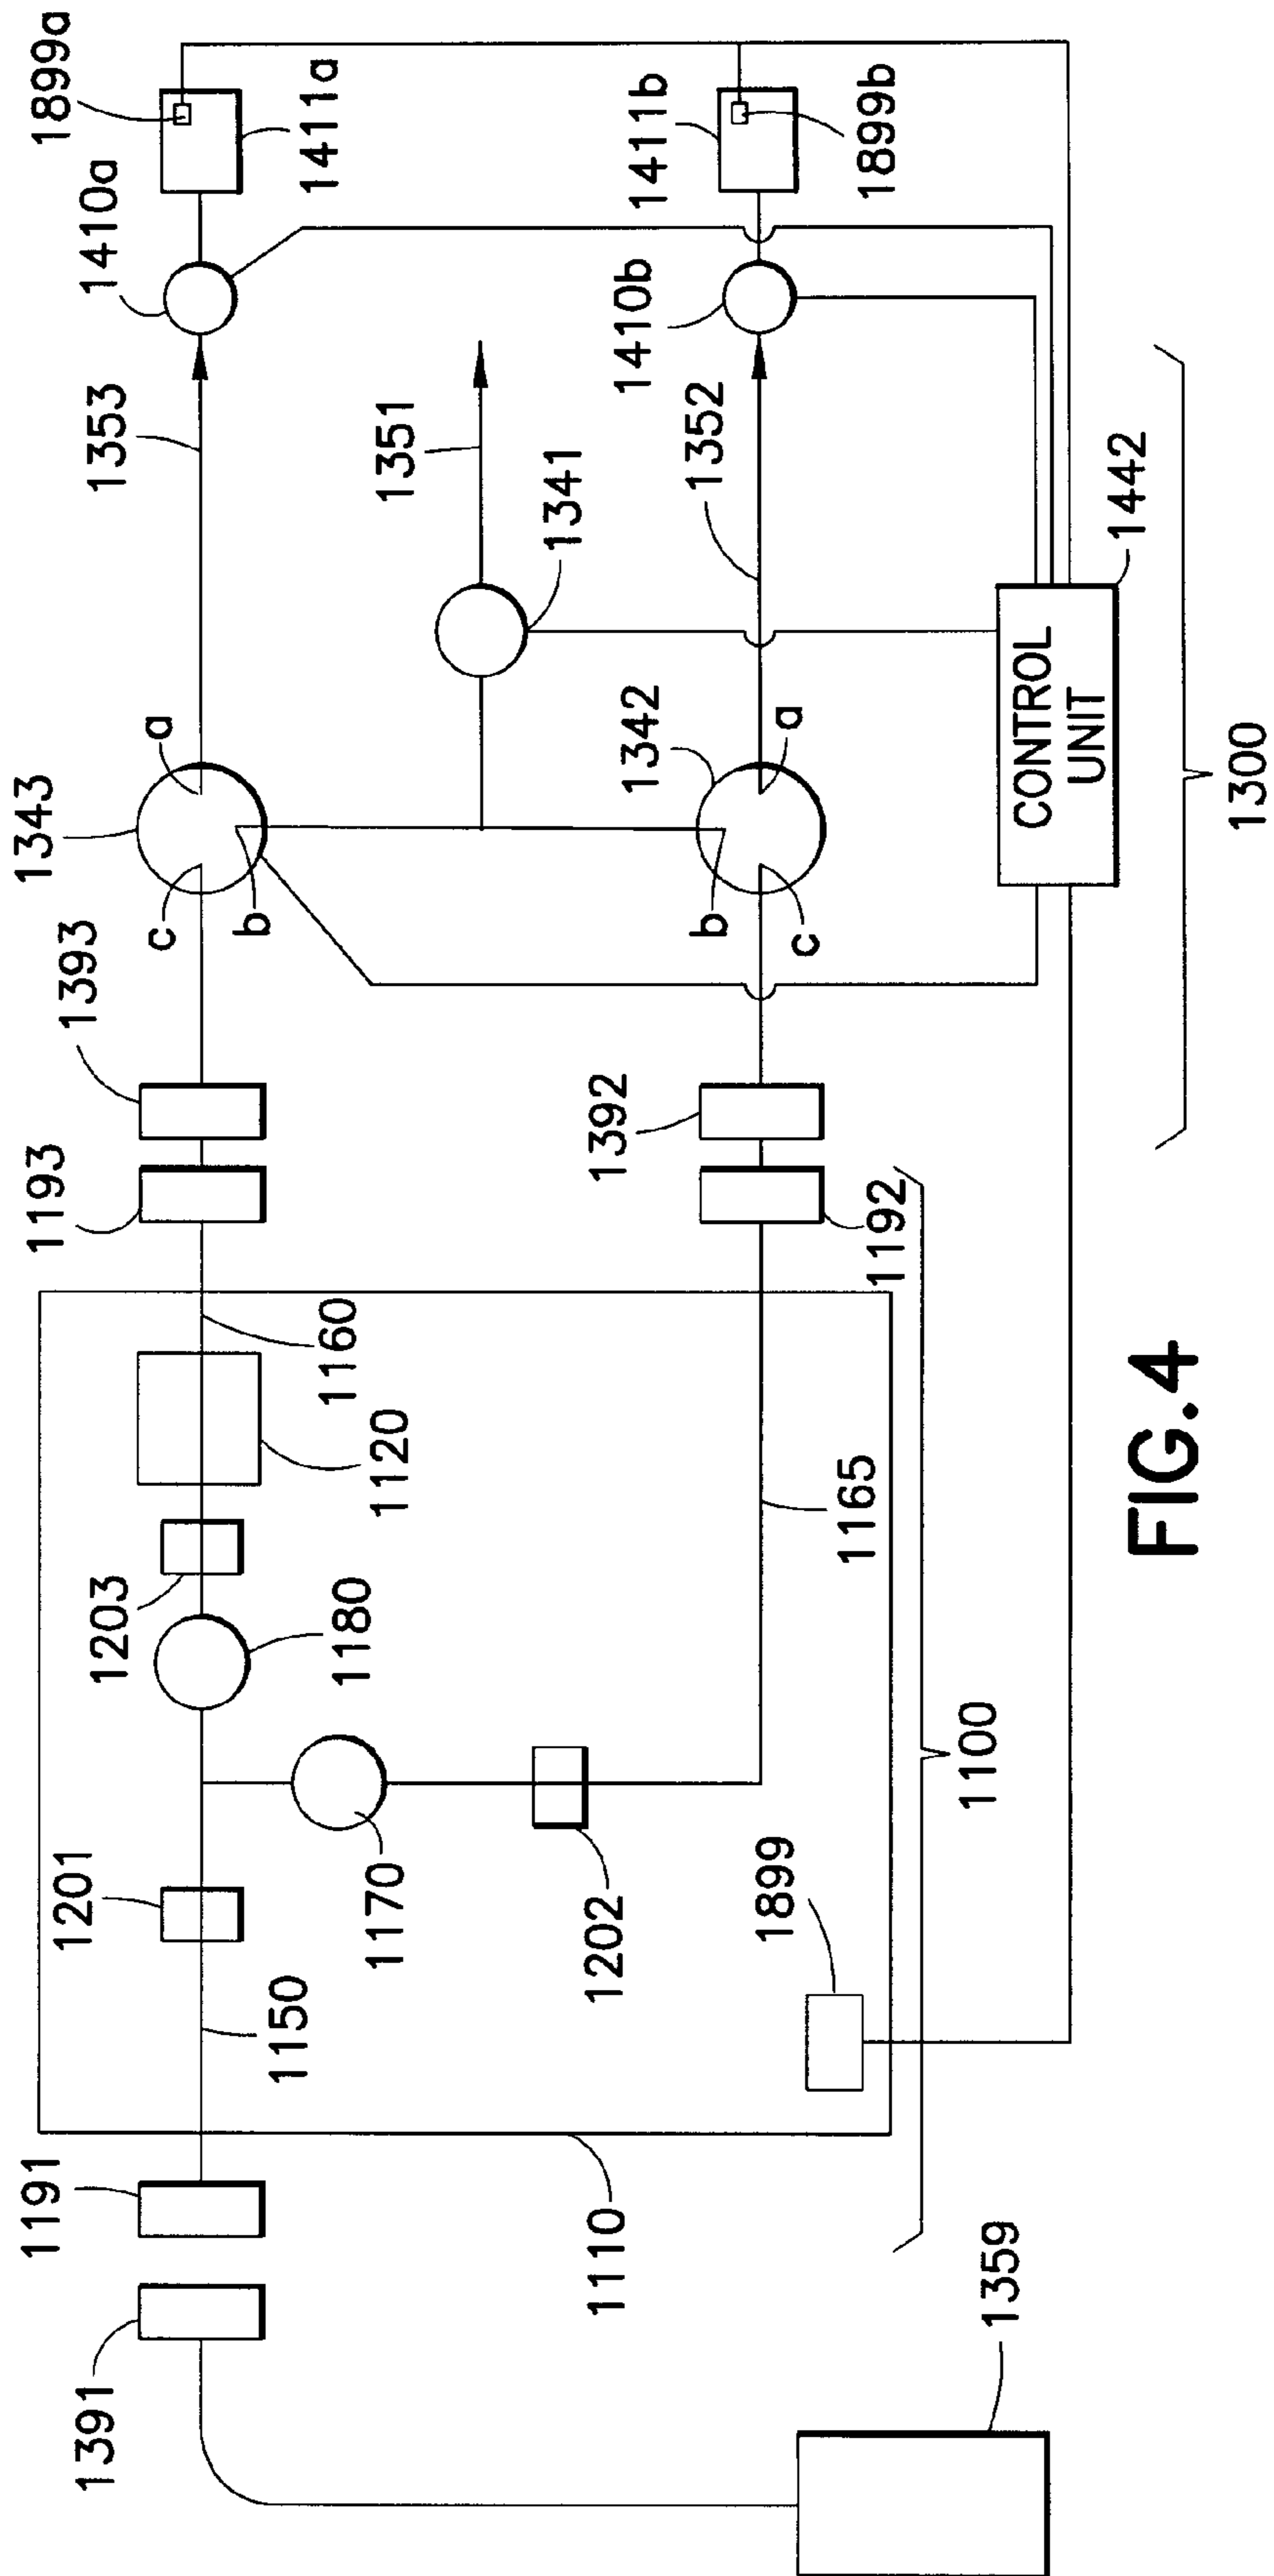 1899a
1410a
1411a
1353
1343
a
b
c
1351
1341
1411b
1899b
1410b
1352
1342
a
b
c
1393
1193
1392
1192
CONTROL
UNIT
1442
1300
1160
1120
1203
1180
1165
1201
1170
1150
1202
1899
1100
1191
1110
1391
1359
FIG.4